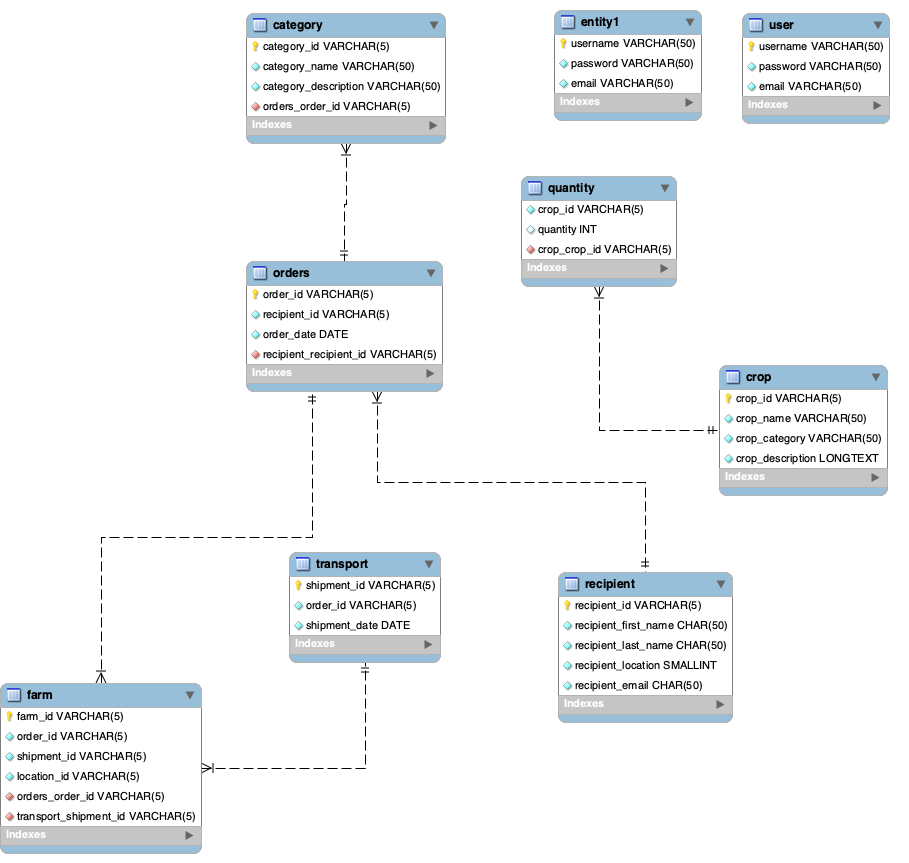 category
category_id VARCHAR(5)
category_name VARCHAR(50)
category_description VARCHAR(50)
orders_order_id VARCHAR(5)
Indexes
entity1
username VARCHAR(50)
password VARCHAR(50)
email VARCHAR(50)
Indexes
user
username VARCHAR(50)
password VARCHAR(50)
email VARCHAR(50)
Indexes
quantity
crop_id VARCHAR(5)
quantity INT
crop_crop_id VARCHAR(5)
Indexes
orders
order_id VARCHAR(5)
recipient_id VARCHAR(5)
order_date DATE
recipient_recipient_id VARCHAR(5)
Indexes
crop
crop_id VARCHAR(5)
crop_name VARCHAR(50)
crop_category VARCHAR(50)
crop_description LONGTEXT
Indexes
transport
shipment_id VARCHAR(5)
order_id VARCHAR(5)
shipment_date DATE
Indexes
recipient
recipient_id VARCHAR(5)
recipient_first_name CHAR(50)
recipient_last_name CHAR(50)
recipient_location SMALLINT
recipient_email CHAR(50)
Indexes
farm
farm_id VARCHAR(5)
order_id VARCHAR(5)
shipment_id VARCHAR(5)
location_id VARCHAR(5)
orders_order_id VARCHAR(5)
transport_shipment_id VARCHAR(5)
Indexes